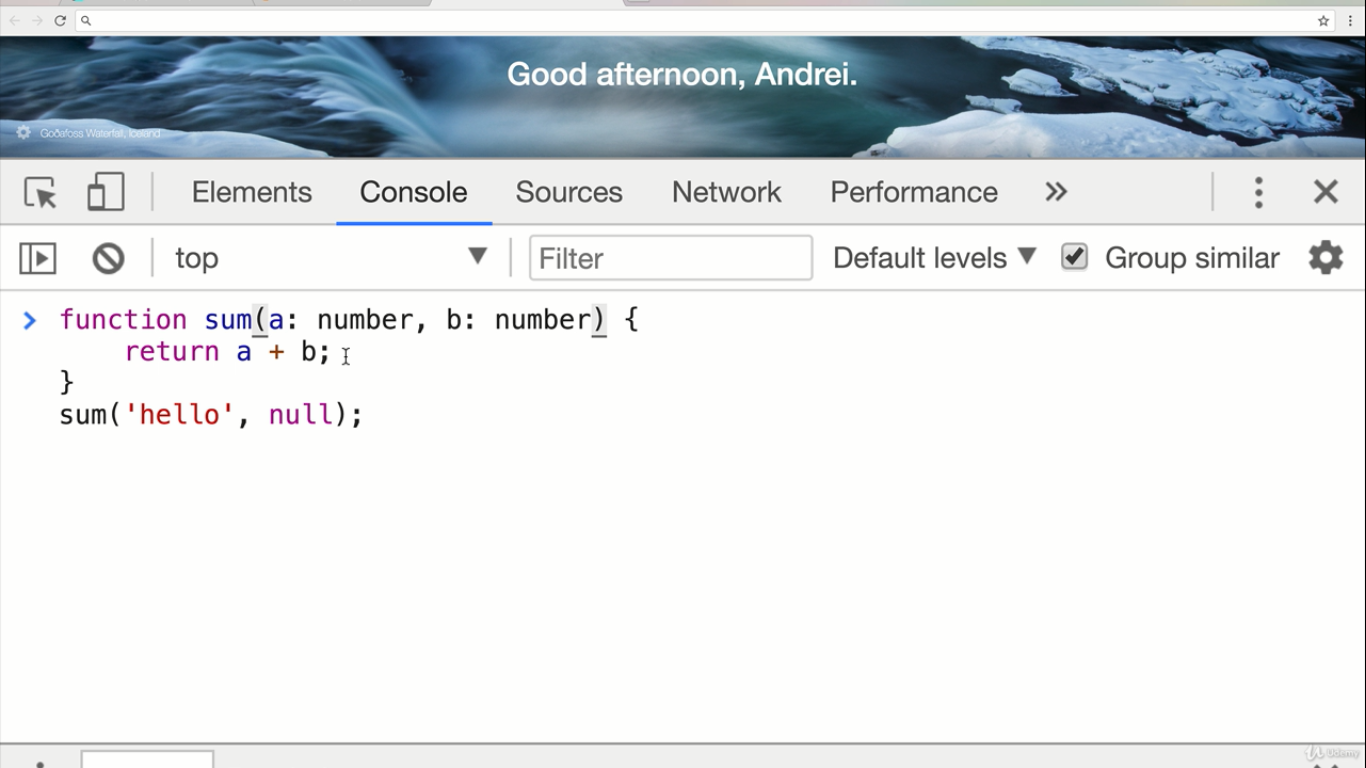 Good afternoon, Andrei.
Goðafoss Waterfall, Iceland
Elements Console Sources Network Performance
top Filter Default levels Group similar
function sum(a: number, b: number) {
return a + b;
}
sum('hello', null);
Udemy